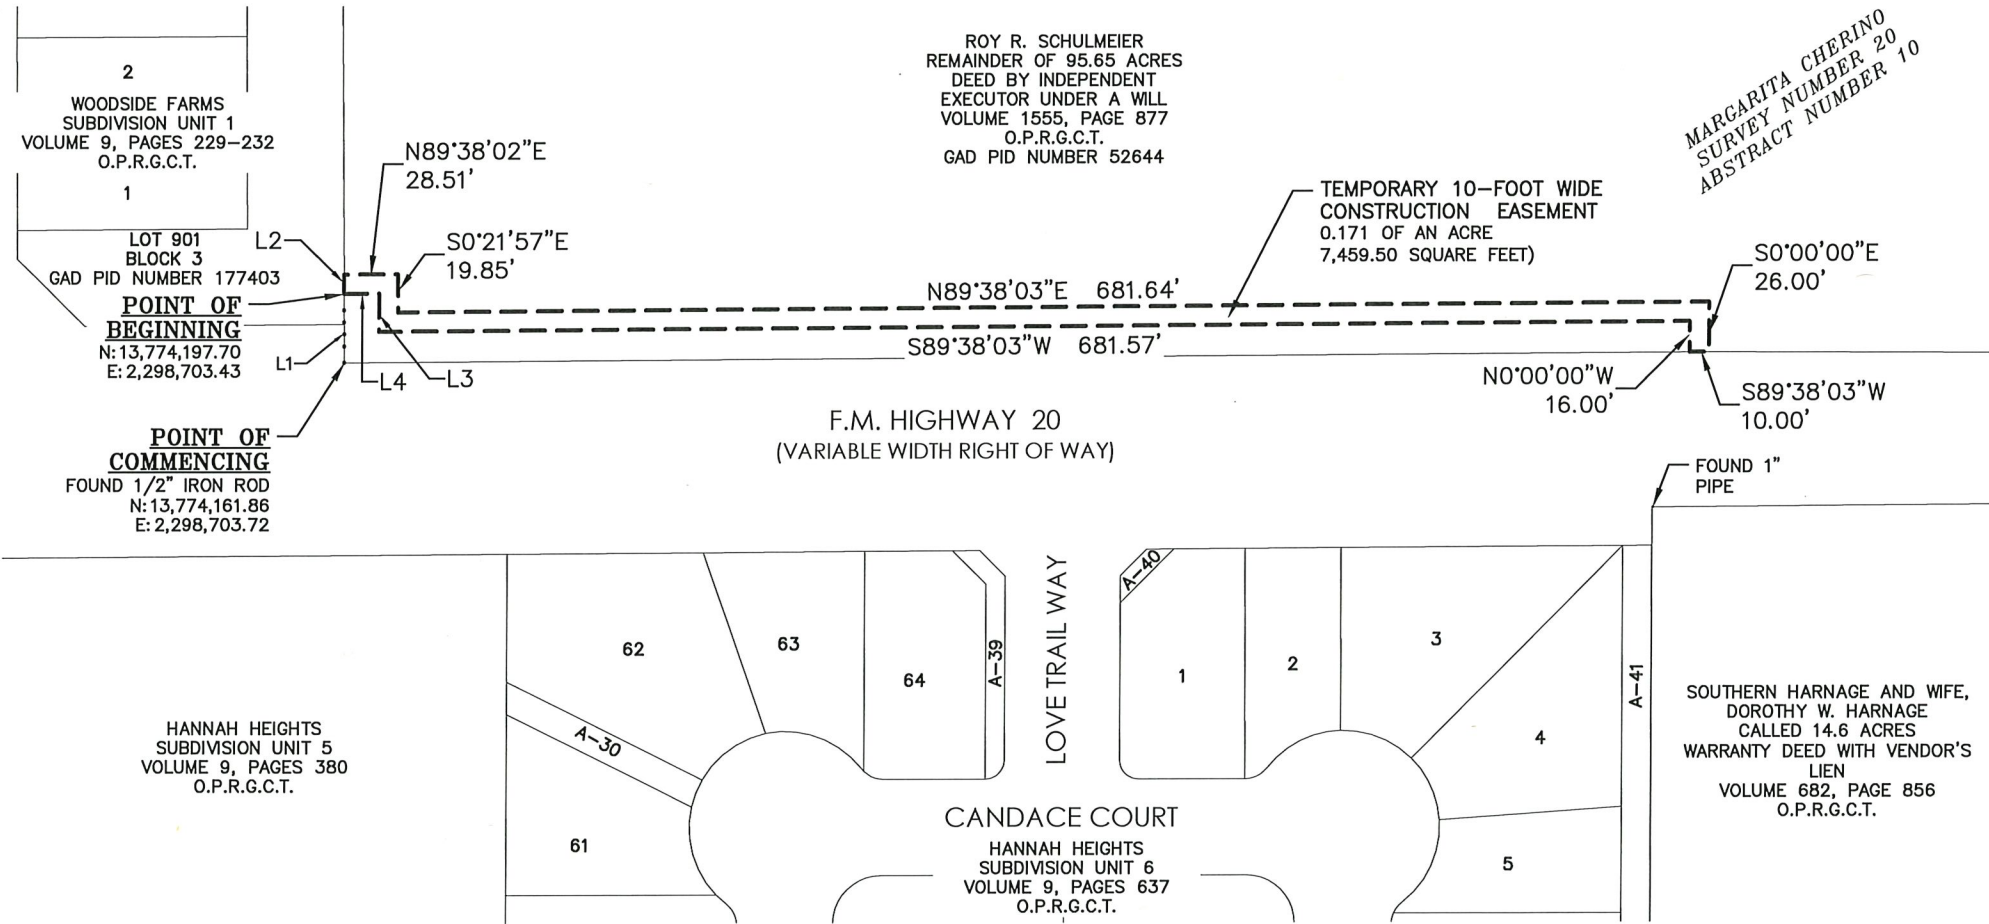 2
WOODSIDE FARMS
SUBDIVISION UNIT 1
VOLUME 9, PAGES 229-232
O.P.R.G.C.T.
1
LOT 901
BLOCK 3
GAD PID NUMBER 177403
L2
POINT OF
BEGINNING
N: 13,774,197.70
E: 2,298,703.43
L1
L4
L3
POINT OF
COMMENCING
FOUND 1/2" IRON ROD
N: 13,774,161.86
E: 2,298,703.72
N89°38'02"E
28.51'
S0°21'57"E
19.85'
ROY R. SCHULMEIER
REMAINDER OF 95.65 ACRES
DEED BY INDEPENDENT
EXECUTOR UNDER A WILL
VOLUME 1555, PAGE 877
O.P.R.G.C.T.
GAD PID NUMBER 52644
MARGARITA CHERINO
SURVEY NUMBER 20
ABSTRACT NUMBER 10
TEMPORARY 10-FOOT WIDE
CONSTRUCTION EASEMENT
0.171 OF AN ACRE
7,459.50 SQUARE FEET)
N89°38'03"E 681.64'
S89°38'03"W 681.57'
S0°00'00"E
26.00'
N0°00'00"W
16.00'
S89°38'03"W
10.00'
F.M. HIGHWAY 20
(VARIABLE WIDTH RIGHT OF WAY)
FOUND 1"
PIPE
HANNAH HEIGHTS
SUBDIVISION UNIT 5
VOLUME 9, PAGES 380
O.P.R.G.C.T.
62
63
64
A-39
A-30
61
LOVE TRAIL WAY
A-40
1
2
3
4
5
A-41
CANDACE COURT
HANNAH HEIGHTS
SUBDIVISION UNIT 6
VOLUME 9, PAGES 637
O.P.R.G.C.T.
SOUTHERN HARNAGE AND WIFE,
DOROTHY W. HARNAGE
CALLED 14.6 ACRES
WARRANTY DEED WITH VENDOR'S
LIEN
VOLUME 682, PAGE 856
O.P.R.G.C.T.